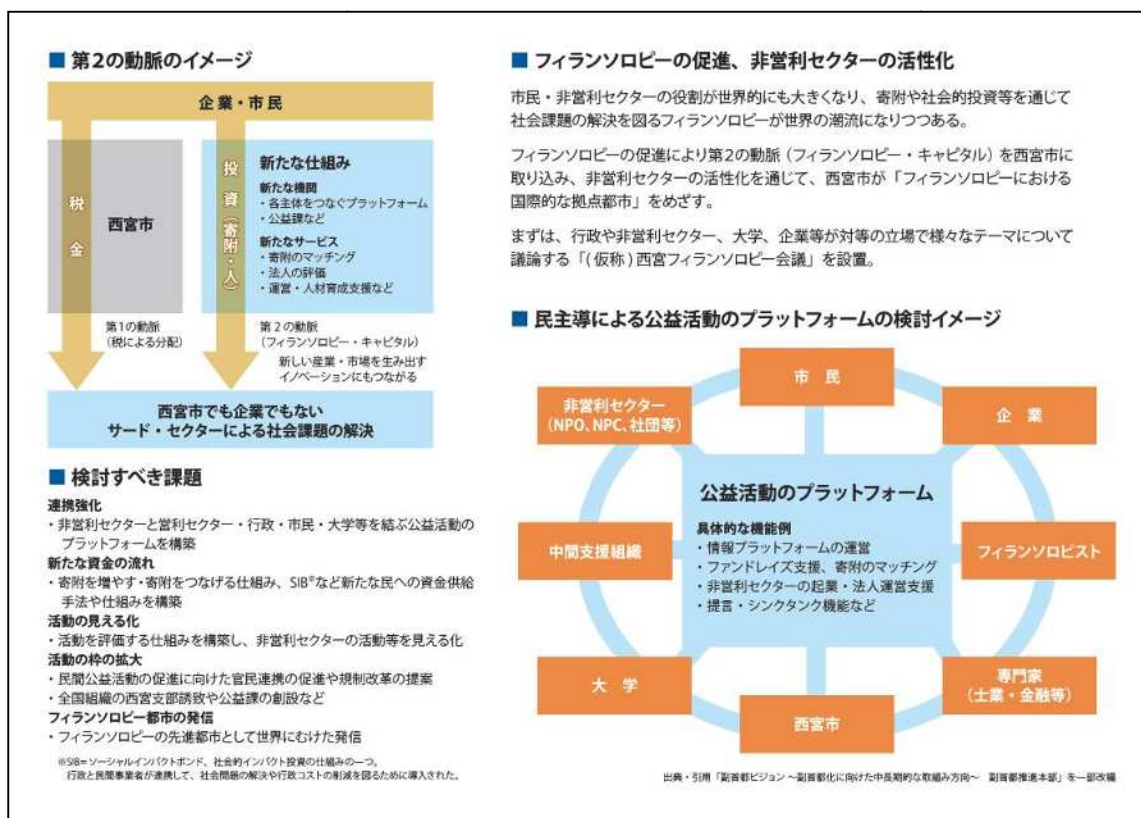 ■ 第2の動脈のイメージ
企業・市民
税金
西宮市
投資(寄附・人)
新たな仕組み
新たな機関
・各主体をつなぐプラットフォーム
・公益課など
新たなサービス
・寄附のマッチング
・法人の評価
・運営・人材育成支援など
第1の動脈
(税による分配)
第2の動脈
(フィランソロピー・キャピタル)
新しい産業・市場を生み出す
イノベーションにもつながる
西宮市でも企業でもない
サード・セクターによる社会課題の解決
■ 検討すべき課題
連携強化
・非営利セクターと営利セクター・行政・市民・大学等を結ぶ公益活動の
プラットフォームを構築
新たな資金の流れ
・寄附を増やす・寄附をつなげる仕組み、SIB※など新たな民への資金供給
手法や仕組みを構築
活動の見える化
・活動を評価する仕組みを構築し、非営利セクターの活動等を見える化
活動の枠の拡大
・民間公益活動の促進に向けた官民連携の促進や規制改革の提案
・全国組織の西宮支部誘致や公益課の創設など
フィランソロピー都市の発信
・フィランソロピーの先進都市として世界にむけた発信
※SIB=ソーシャルインパクトボンド、社会的インパクト投資の仕組みの一つ。
行政と民間事業者が連携して、社会問題の解決や行政コストの削減を図るために導入された。
■ フィランソロピーの促進、非営利セクターの活性化
市民・非営利セクターの役割が世界的にも大きくなり、寄附や社会的投資等を通じて
社会課題の解決を図るフィランソロピーが世界の潮流になりつつある。
フィランソロピーの促進により第2の動脈(フィランソロピー・キャピタル)を西宮市に
取り込み、非営利セクターの活性化を通じて、西宮市が「フィランソロピーにおける
国際的な拠点都市」をめざす。
まずは、行政や非営利セクター、大学、企業等が対等の立場で様々なテーマについて
議論する「(仮称)西宮フィランソロピー会議」を設置。
■ 民主導による公益活動のプラットフォームの検討イメージ
市民
非営利セクター
(NPO、NPC、社団等)
企業
公益活動のプラットフォーム
具体的な機能例
・情報プラットフォームの運営
・ファンドレイズ支援、寄附のマッチング
・非営利セクターの起業・法人運営支援
・提言・シンクタンク機能など
中間支援組織
フィランソロピスト
大学
西宮市
専門家
(士業・金融等)
出典・引用「副首都ビジョン~副首都化に向けた中長期的な取組み方向~ 副首都推進本部」を一部改編